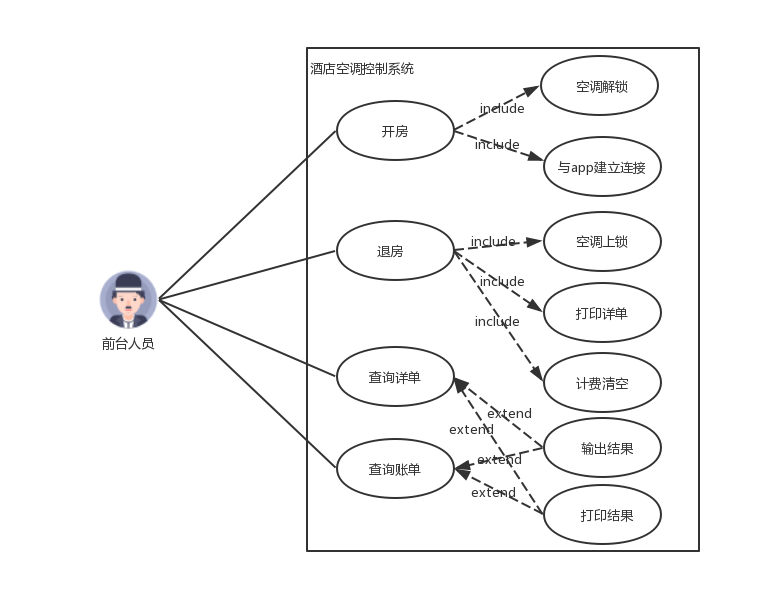 酒店空调控制系统
空调解锁
include
开房
include
与app建立连接
include
空调上锁
退房
include
打印详单
include
前台人员
查询详单
计费清空
extend
extend
输出结果
extend
查询账单
extend
打印结果